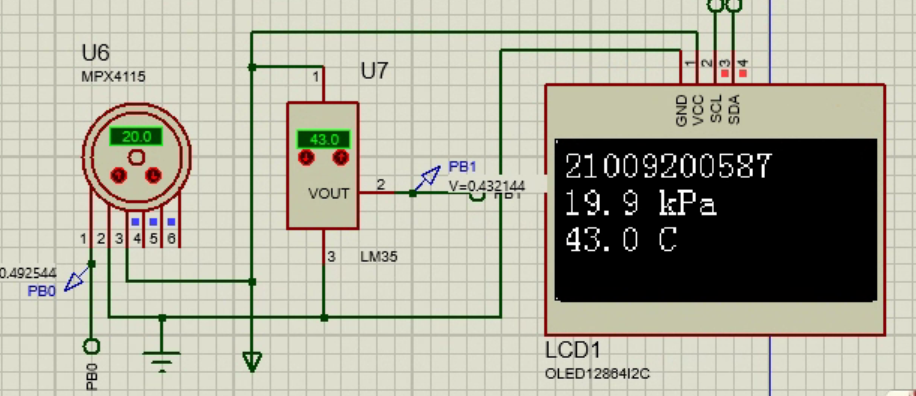 U6
MPX4115
20.0
1
2
3
4
5
6
0.492544
PB0
PB0
U7
1
43.0
VOUT
2
3
LM35
PB1
V=0.432144
1
2
3
4
GND
VCC
SCL
SDA
21009200587
19.9 kPa
43.0 C
LCD1
OLED12864I2C